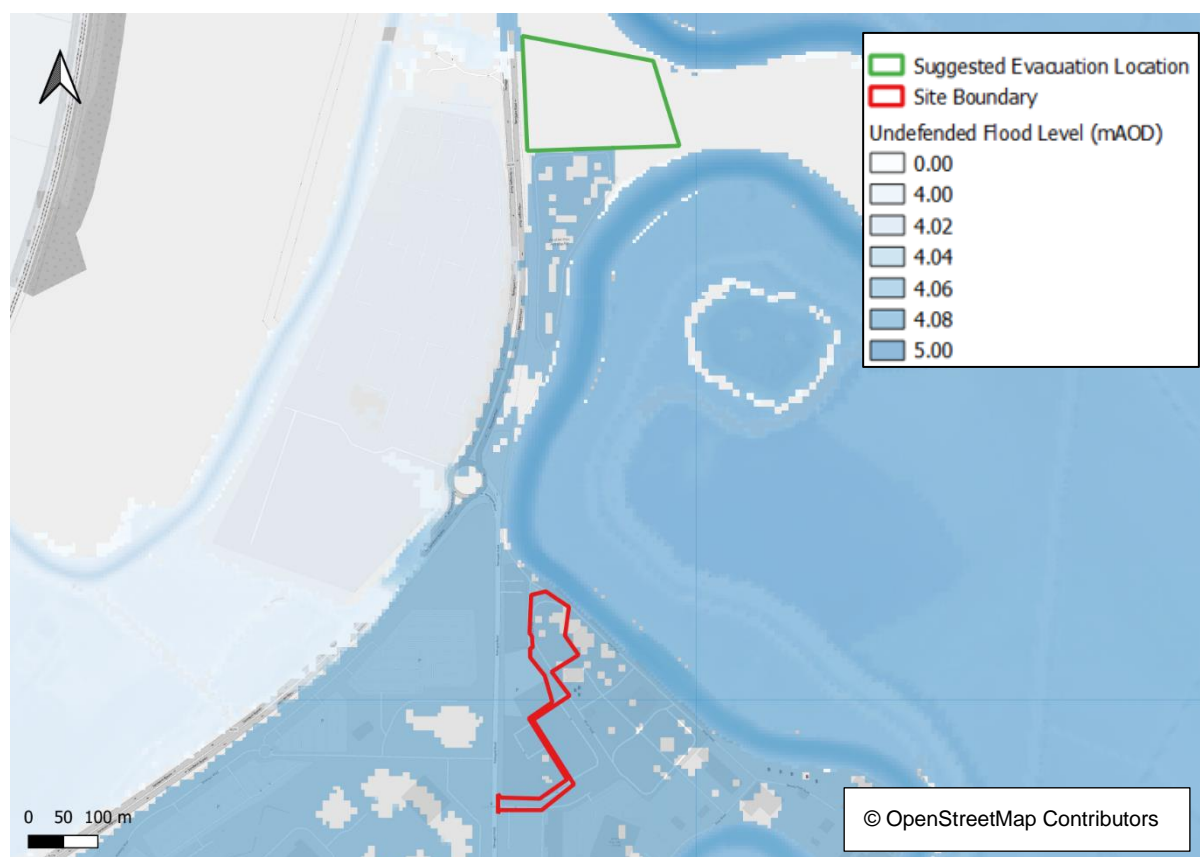 Suggested Evacuation Location
Site Boundary
Undefended Flood Level (mAOD)
0.00
4.00
4.02
4.04
4.06
4.08
5.00
0 50 100 m
© OpenStreetMap Contributors